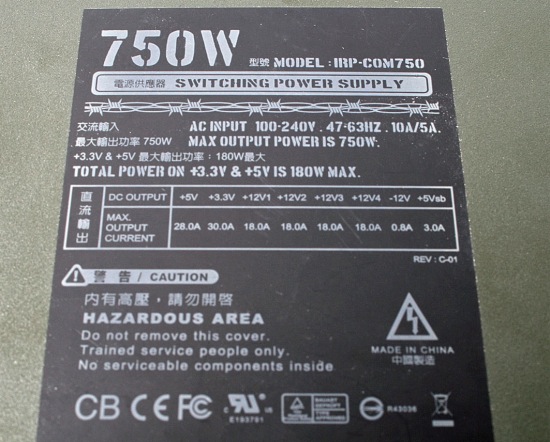 750W 型號 MODEL : IRP-COM750
電源供應器 SWITCHING POWER SUPPLY
交流輸入 AC INPUT 100-240V . 47-63HZ . 10A/5A.
最大輸出功率 750W MAX OUTPUT POWER IS 750W.
+3.3V & +5V 最大輸出功率 : 180W最大
TOTAL POWER ON +3.3V & +5V IS 180W MAX.
直流輸出
DC OUTPUT +5V +3.3V +12V1 +12V2 +12V3 +12V4 -12V +5Vsb
MAX. OUTPUT CURRENT 28.0A 30.0A 18.0A 18.0A 18.0A 18.0A 0.8A 3.0A
REV : C-01
警告 / CAUTION
內有高壓，請勿開啓
HAZARDOUS AREA
Do not remove this cover.
Trained service people only.
No serviceable components inside
MADE IN CHINA
中國製造
CB CE FC c RU us
E193701
BAUART GEPRÜFT
TYPE APPROVED
R43036